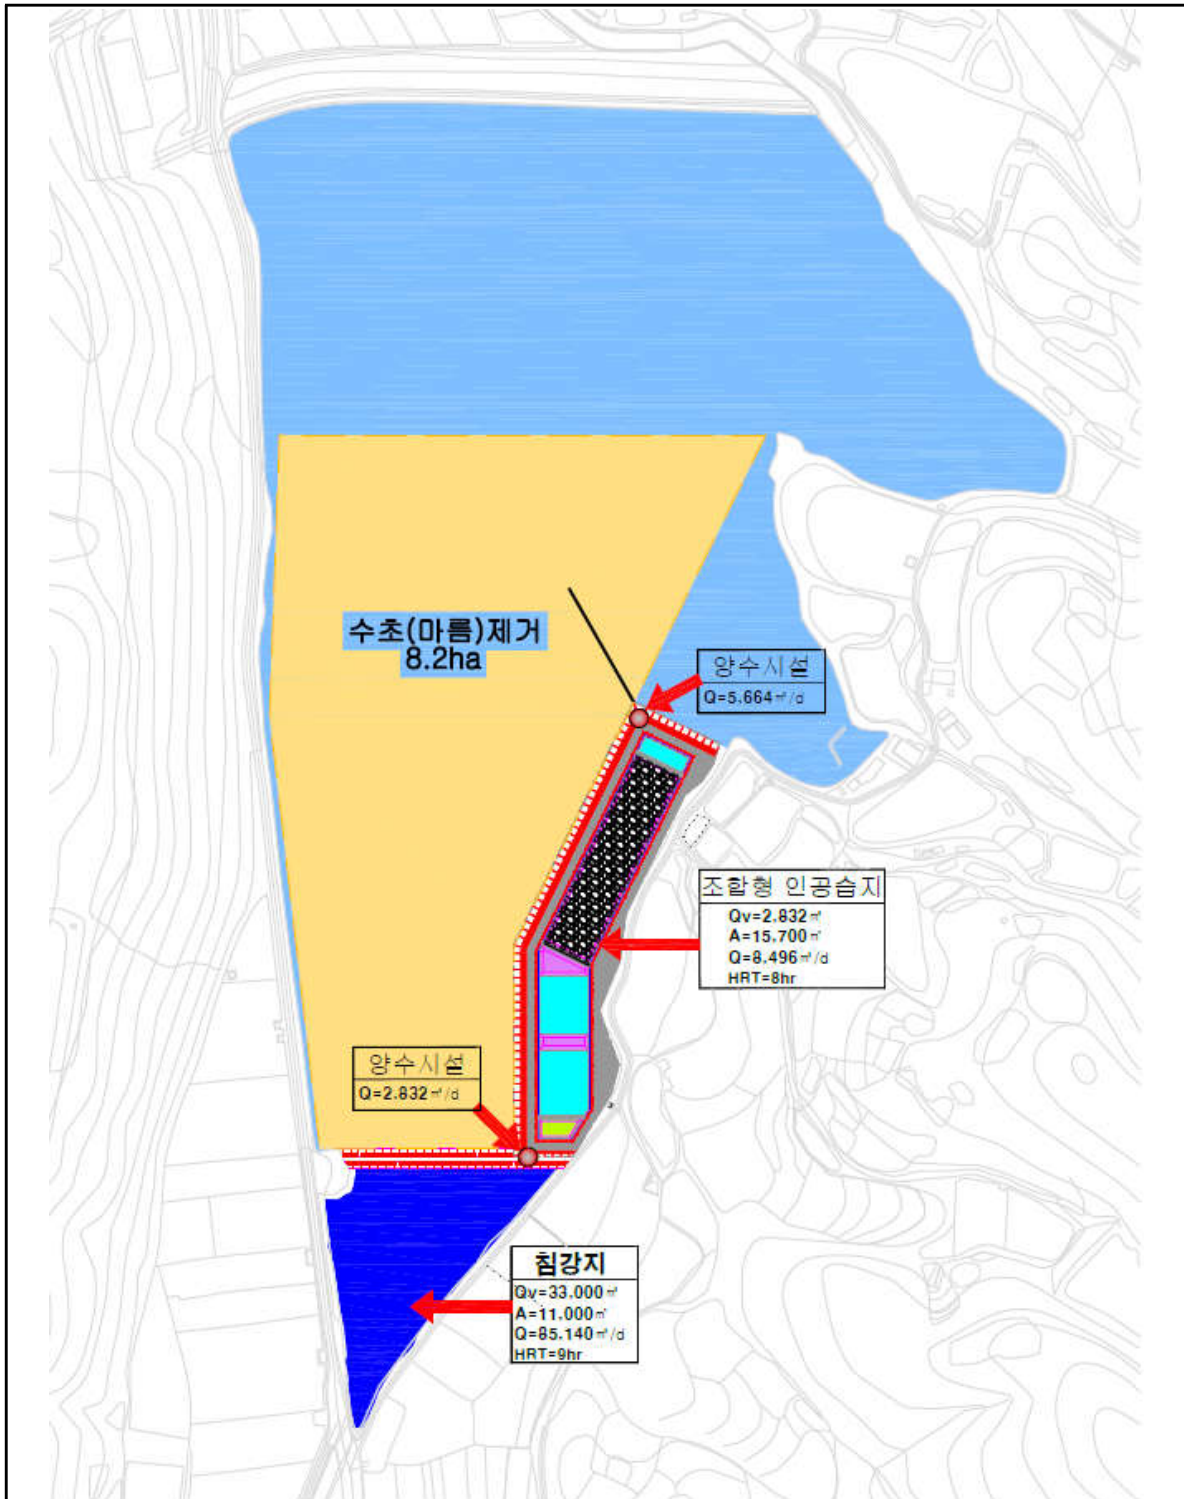 수초(마름)제거
8.2ha
양수시설
Q=5.664㎥/d
조합형 인공습지
Qv=2.832㎥
A=15.700㎡
Q=8.496㎥/d
HRT=8hr
양수시설
Q=2.832㎥/d
침강지
Qv=33.000㎥
A=11.000㎡
Q=85.140㎥/d
HRT=9hr